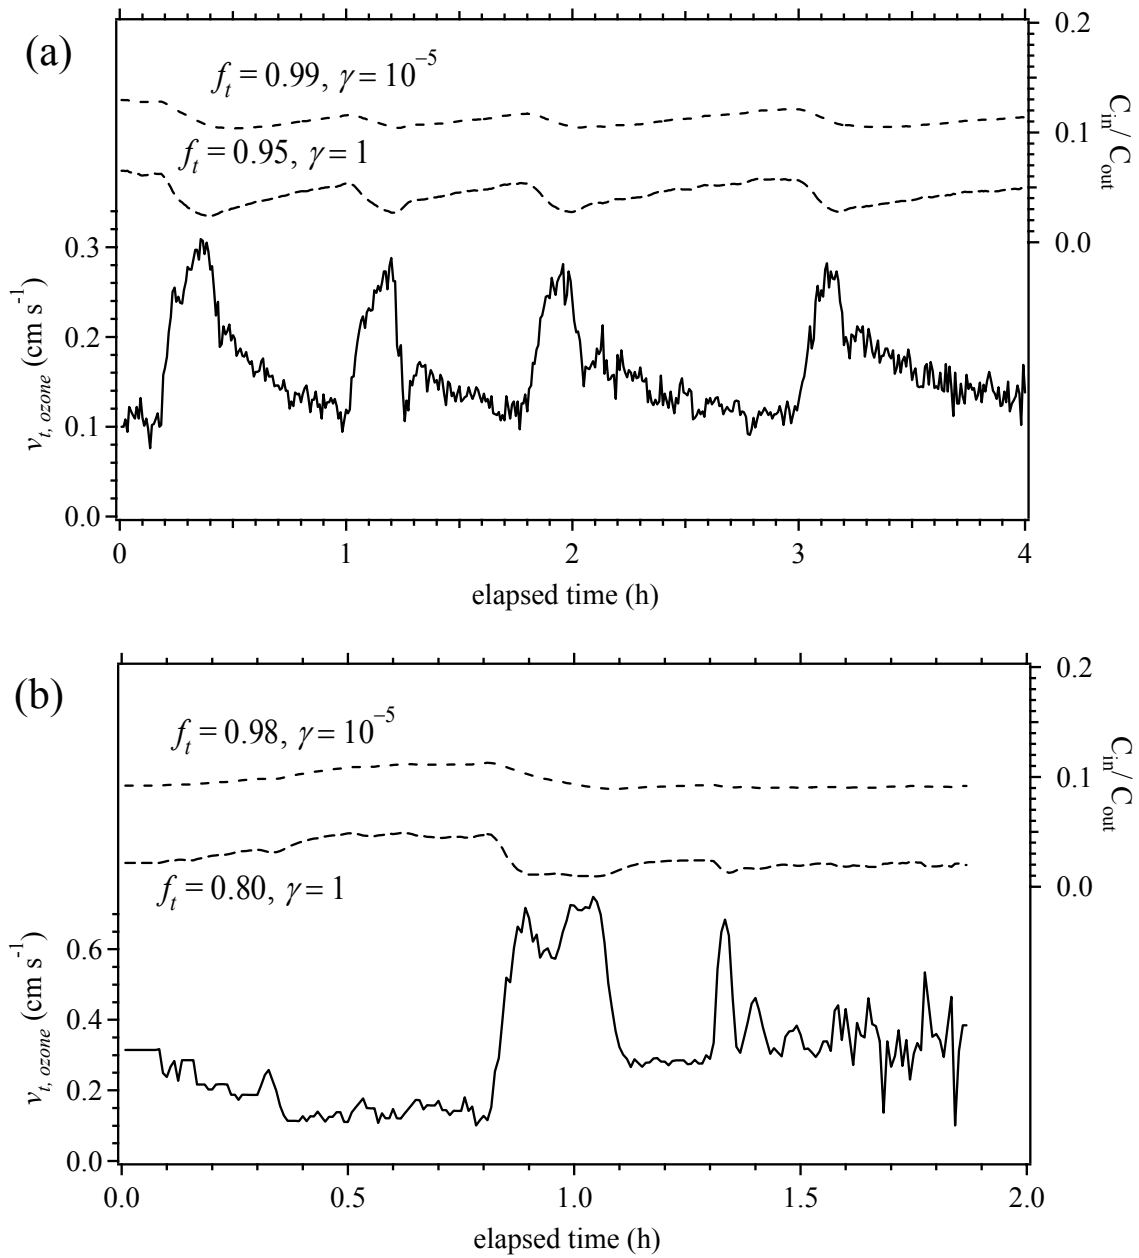 (a)
f_t = 0.99, γ = 10^{-5}
f_t = 0.95, γ = 1
0.2
0.1
0.0
C_in/ C_out
0.3
0.2
0.1
0.0
v_{t, ozone} (cm s^{-1})
0 1 2 3 4
elapsed time (h)
(b)
f_t = 0.98, γ = 10^{-5}
f_t = 0.80, γ = 1
0.2
0.1
0.0
C_in/ C_out
0.6
0.4
0.2
0.0
v_{t, ozone} (cm s^{-1})
0.0 0.5 1.0 1.5 2.0
elapsed time (h)